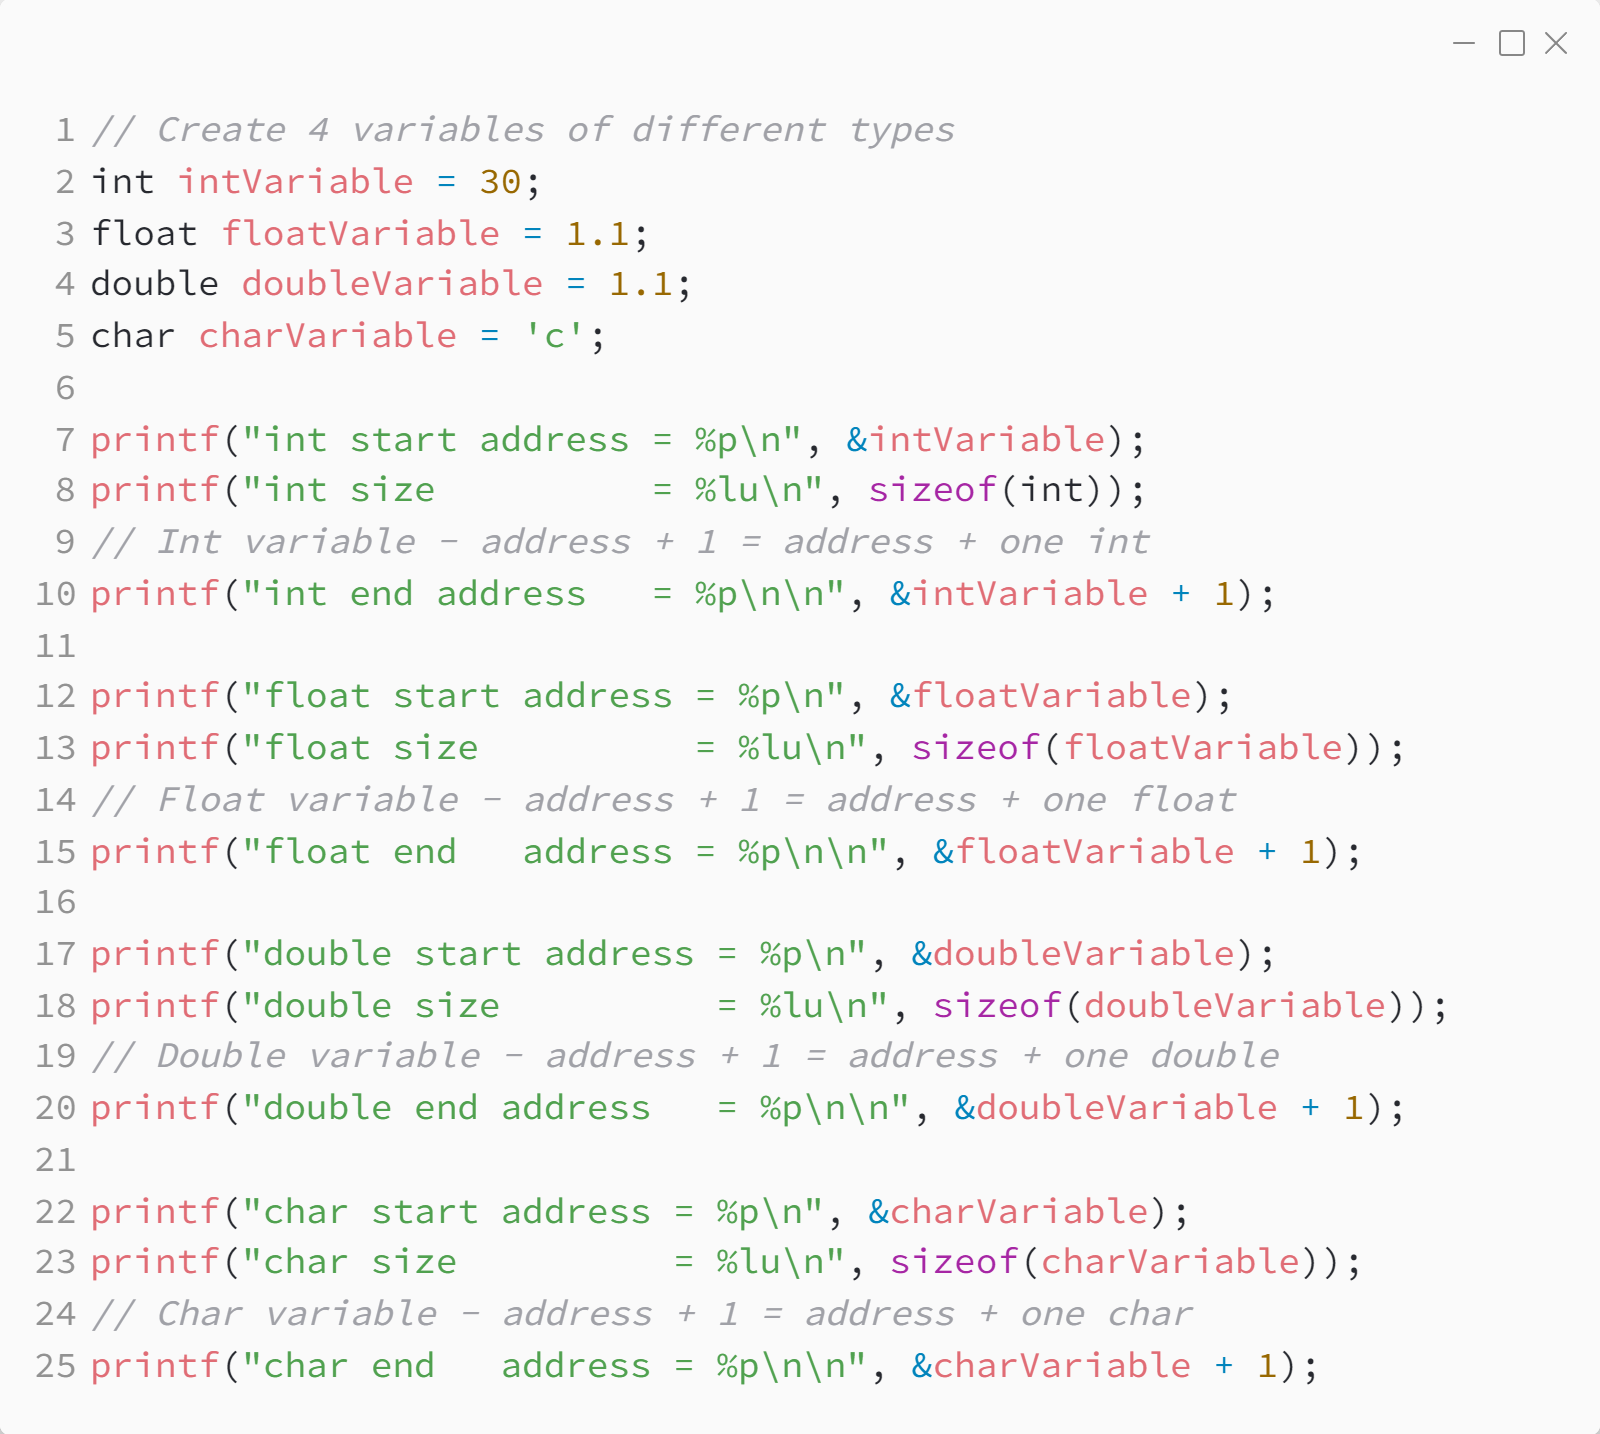 1 // Create 4 variables of different types
2 int intVariable = 30;
3 float floatVariable = 1.1;
4 double doubleVariable = 1.1;
5 char charVariable = 'c';
6
7 printf("int start address = %p\n", &intVariable);
8 printf("int size          = %lu\n", sizeof(int));
9 // Int variable - address + 1 = address + one int
10 printf("int end address   = %p\n\n", &intVariable + 1);
11
12 printf("float start address = %p\n", &floatVariable);
13 printf("float size          = %lu\n", sizeof(floatVariable));
14 // Float variable - address + 1 = address + one float
15 printf("float end   address = %p\n\n", &floatVariable + 1);
16
17 printf("double start address = %p\n", &doubleVariable);
18 printf("double size          = %lu\n", sizeof(doubleVariable));
19 // Double variable - address + 1 = address + one double
20 printf("double end address   = %p\n\n", &doubleVariable + 1);
21
22 printf("char start address = %p\n", &charVariable);
23 printf("char size          = %lu\n", sizeof(charVariable));
24 // Char variable - address + 1 = address + one char
25 printf("char end   address = %p\n\n", &charVariable + 1);